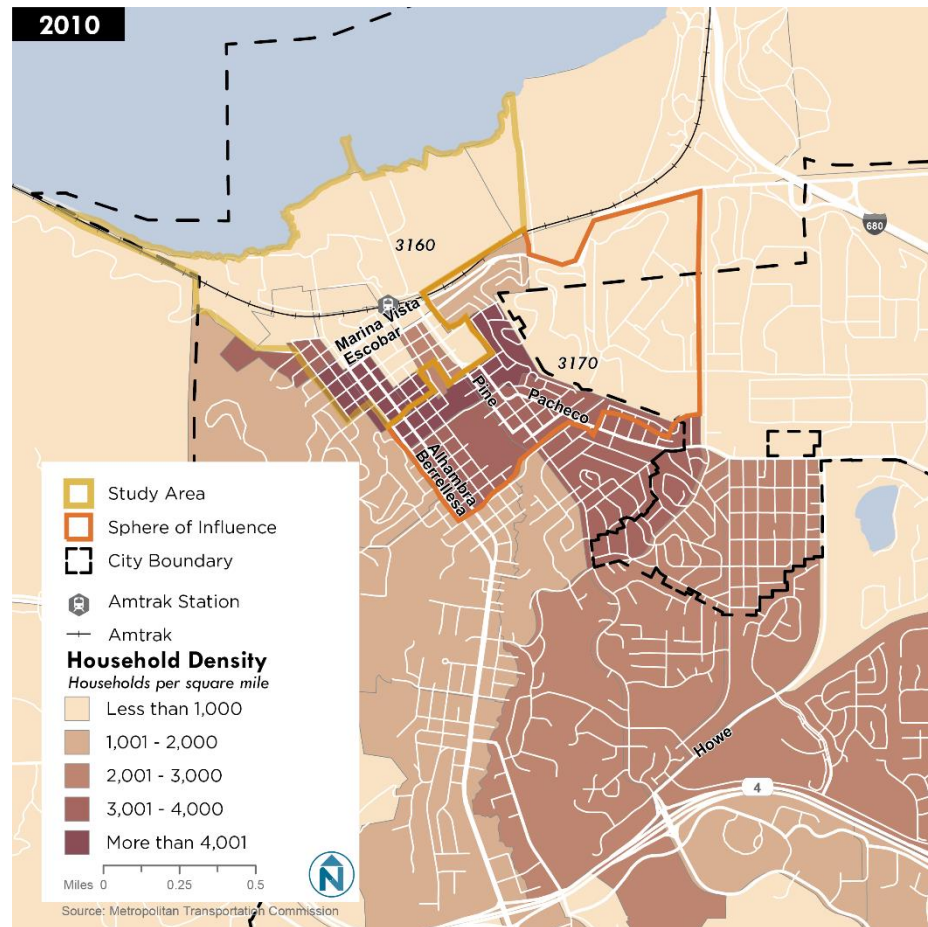 2010
680
3160
Marina Vista
Escobar
3170
Pine
Pacheco
Alhambra
Berrellesa
Howe
4
Study Area
Sphere of Influence
City Boundary
Amtrak Station
Amtrak
Household Density
Households per square mile
Less than 1,000
1,001 - 2,000
2,001 - 3,000
3,001 - 4,000
More than 4,001
Miles 0 0.25 0.5
N
Source: Metropolitan Transportation Commission